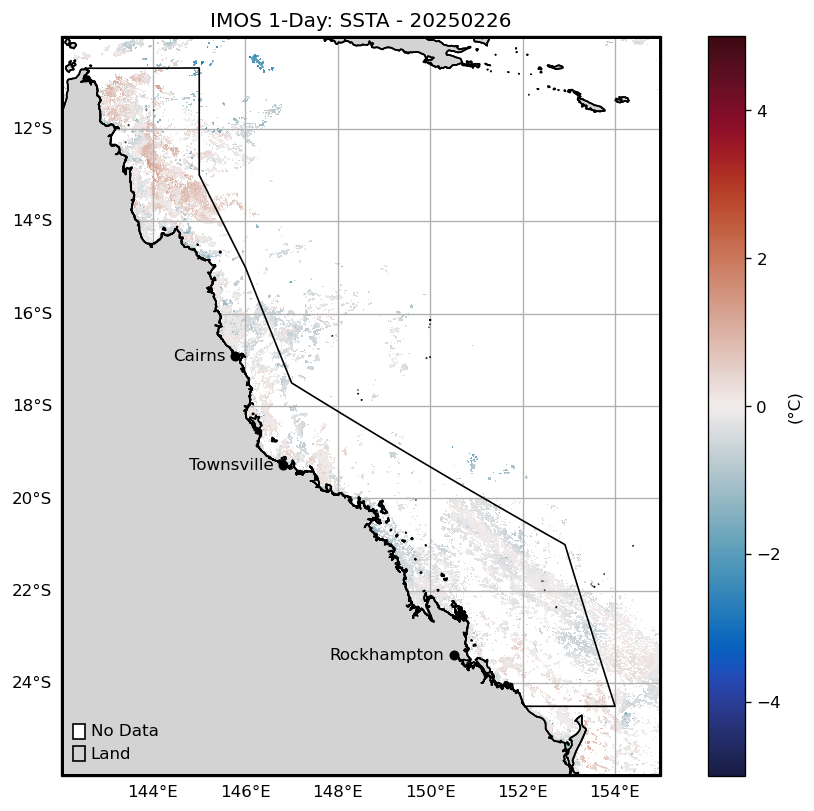 IMOS 1-Day: SSTA - 20250226
12°S
14°S
16°S
18°S
20°S
22°S
24°S
Cairns
Townsville
Rockhampton
No Data
Land
144°E 146°E 148°E 150°E 152°E 154°E
4
2
0
−2
−4
(°C)